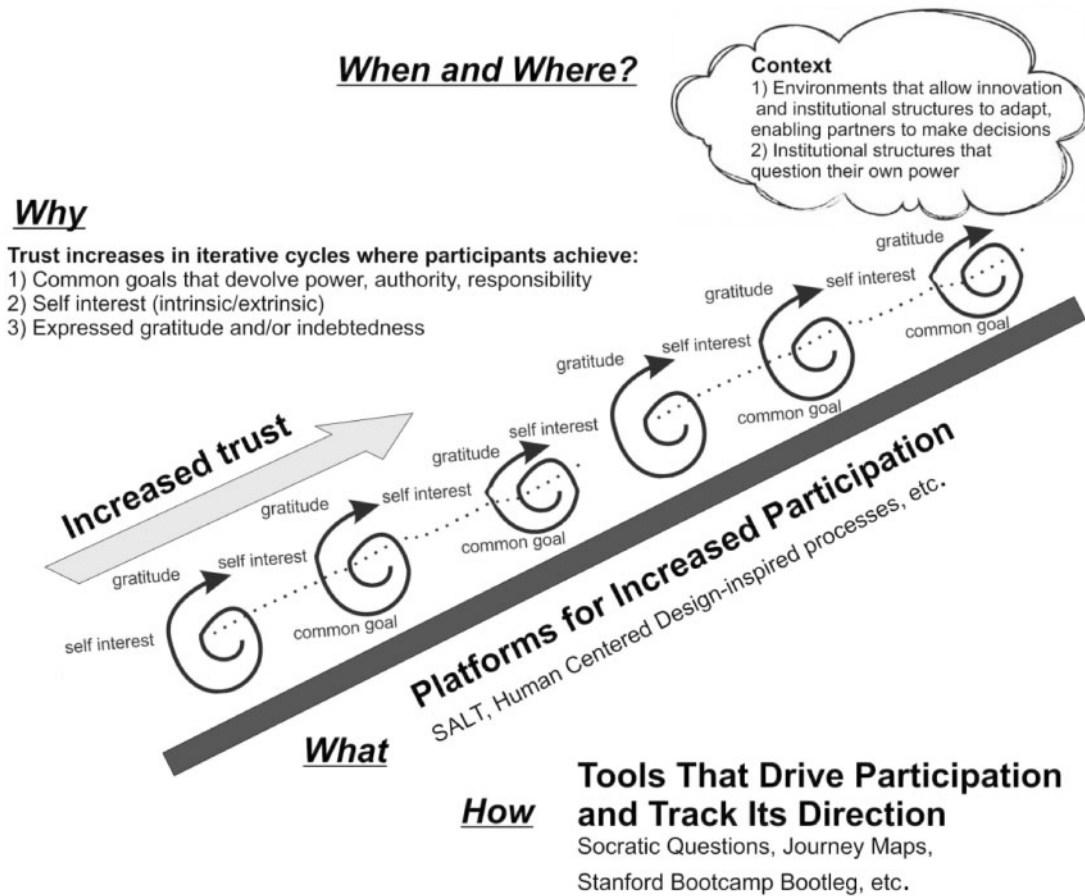 When and Where?
Context
1) Environments that allow innovation
and institutional structures to adapt,
enabling partners to make decisions
2) Institutional structures that
question their own power
Why
Trust increases in iterative cycles where participants achieve:
1) Common goals that devolve power, authority, responsibility
2) Self interest (intrinsic/extrinsic)
3) Expressed gratitude and/or indebtedness
Increased trust
gratitude
self interest
common goal
gratitude
self interest
common goal
gratitude
self interest
common goal
gratitude
self interest
common goal
gratitude
self interest
common goal
gratitude
self interest
Platforms for Increased Participation
SALT, Human Centered Design-inspired processes, etc.
What
How
Tools That Drive Participation
and Track Its Direction
Socratic Questions, Journey Maps,
Stanford Bootcamp Bootleg, etc.